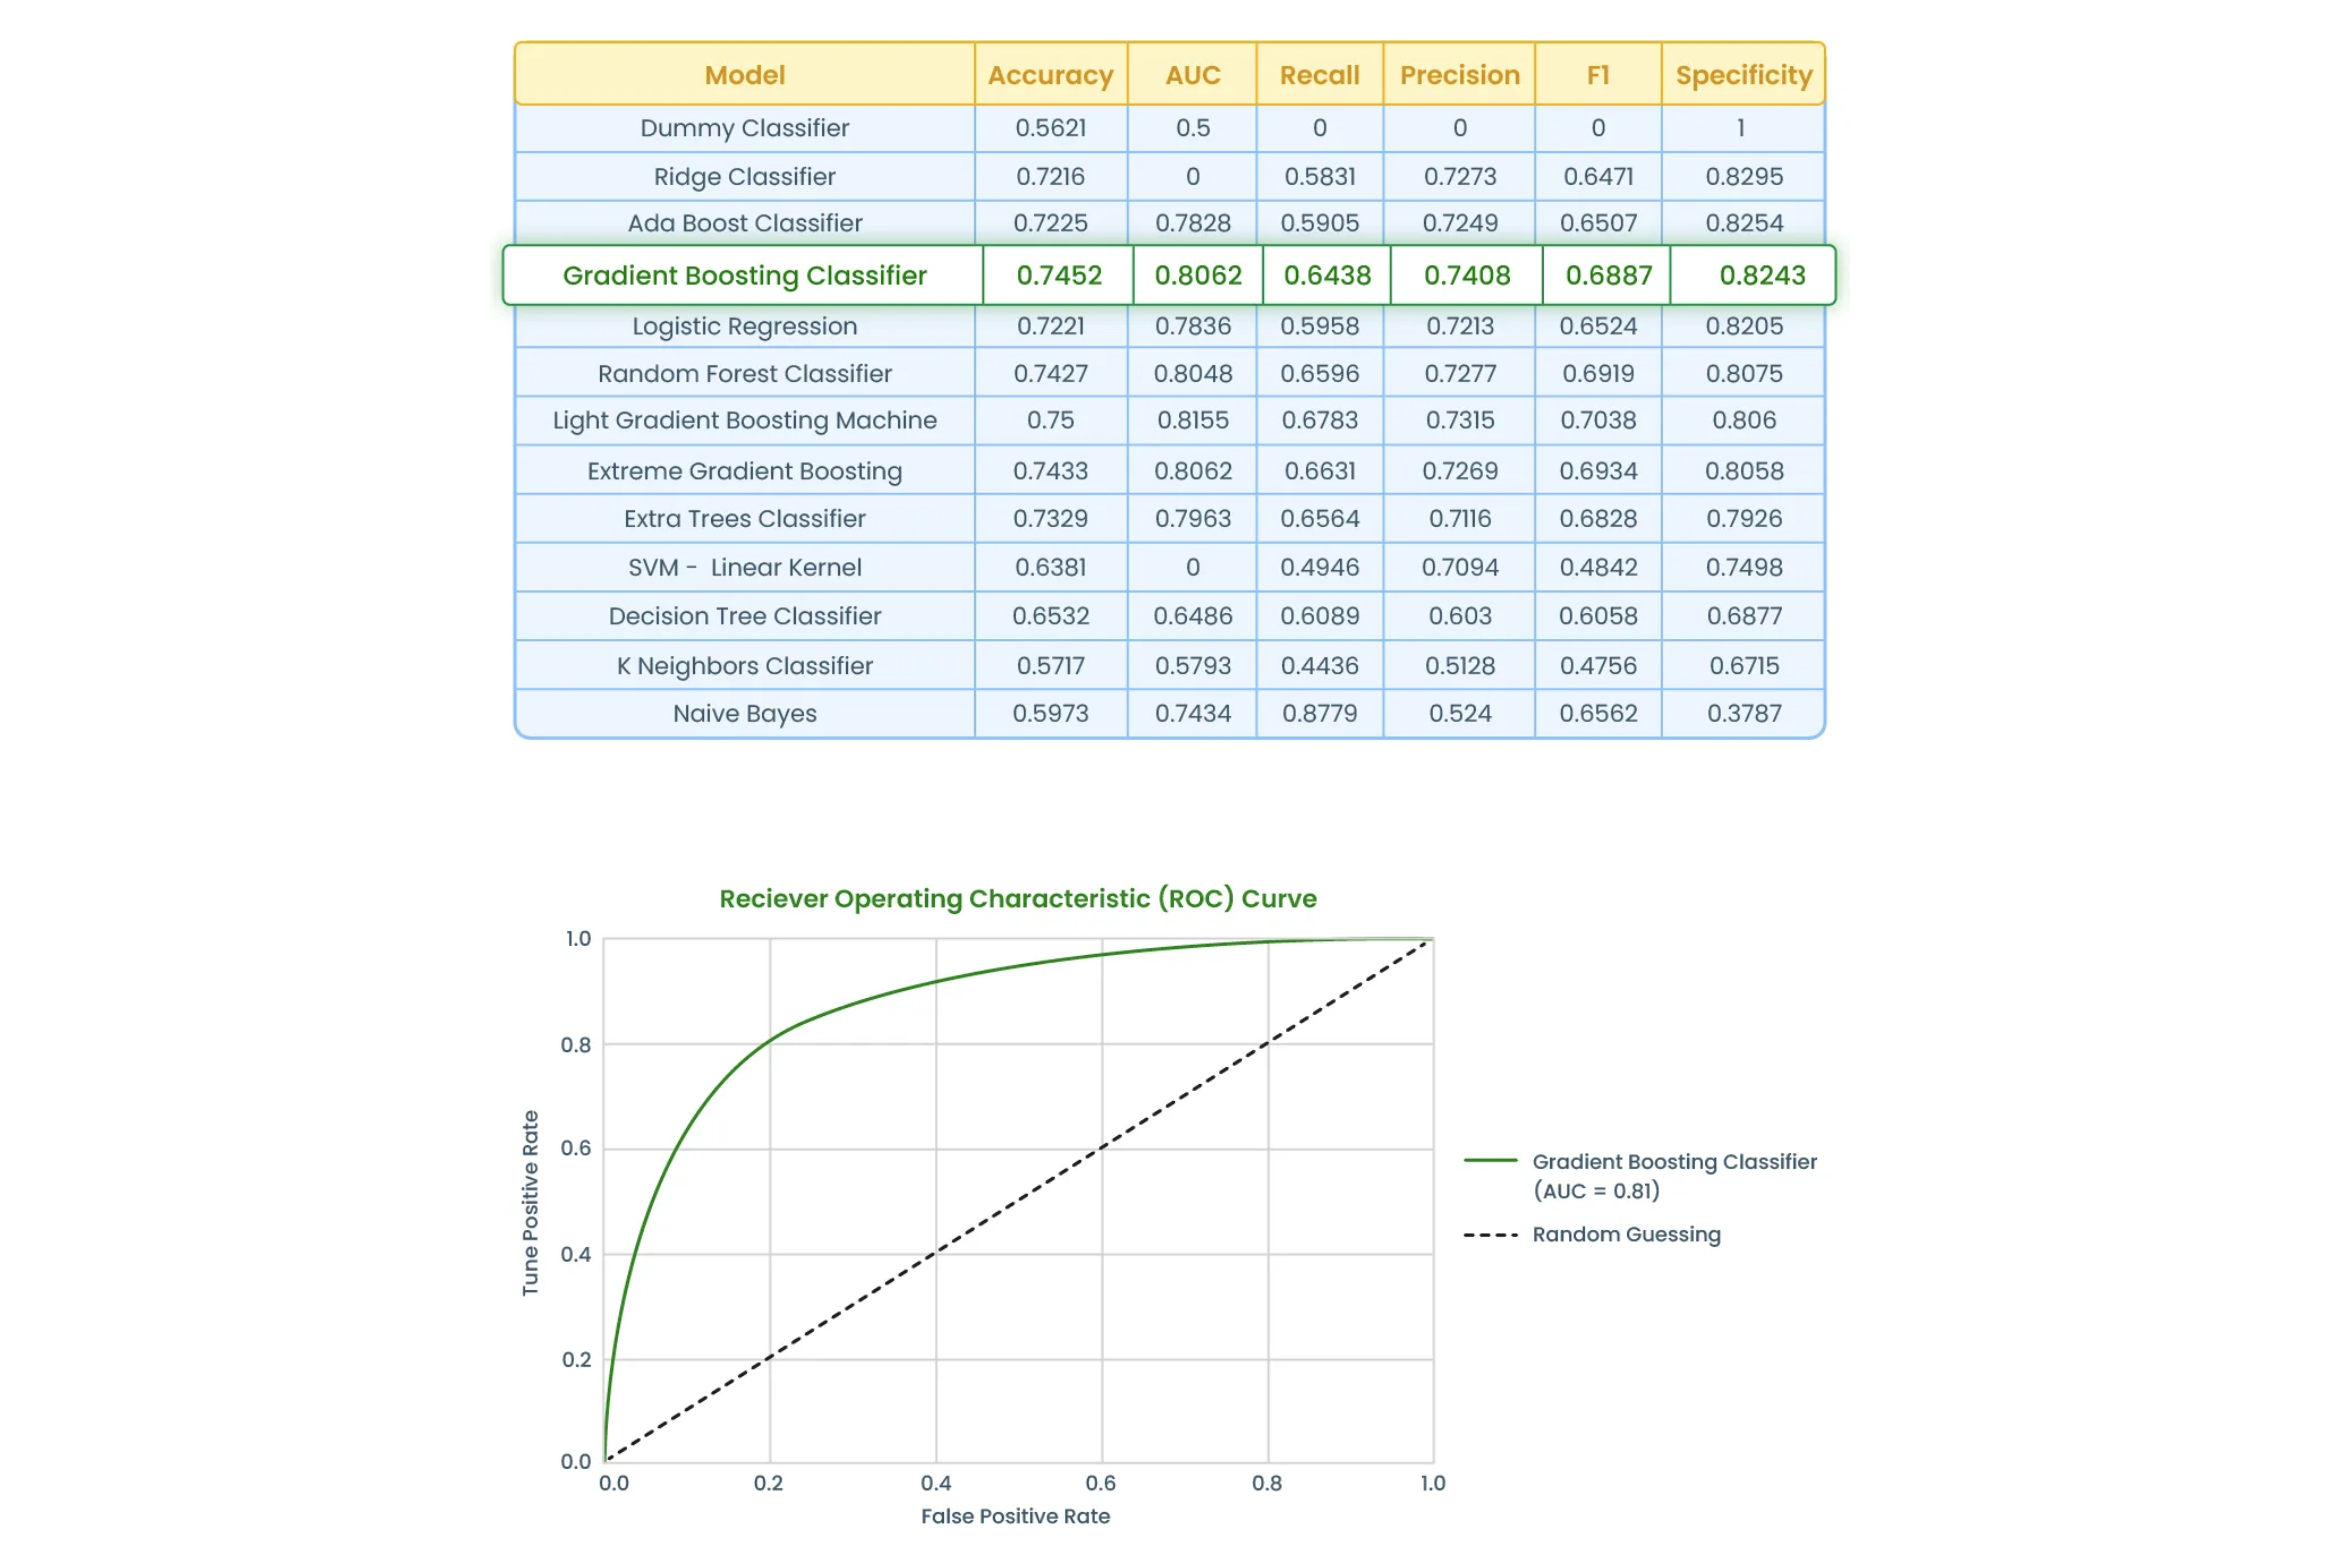 Model Accuracy AUC Recall Precision F1 Specificity
Dummy Classifier 0.5621 0.5 0 0 0 1
Ridge Classifier 0.7216 0 0.5831 0.7273 0.6471 0.8295
Ada Boost Classifier 0.7225 0.7828 0.5905 0.7249 0.6507 0.8254
Gradient Boosting Classifier 0.7452 0.8062 0.6438 0.7408 0.6887 0.8243
Logistic Regression 0.7221 0.7836 0.5958 0.7213 0.6524 0.8205
Random Forest Classifier 0.7427 0.8048 0.6596 0.7277 0.6919 0.8075
Light Gradient Boosting Machine 0.75 0.8155 0.6783 0.7315 0.7038 0.806
Extreme Gradient Boosting 0.7433 0.8062 0.6631 0.7269 0.6934 0.8058
Extra Trees Classifier 0.7329 0.7963 0.6564 0.7116 0.6828 0.7926
SVM - Linear Kernel 0.6381 0 0.4946 0.7094 0.4842 0.7498
Decision Tree Classifier 0.6532 0.6486 0.6089 0.603 0.6058 0.6877
K Neighbors Classifier 0.5717 0.5793 0.4436 0.5128 0.4756 0.6715
Naive Bayes 0.5973 0.7434 0.8779 0.524 0.6562 0.3787
Reciever Operating Characteristic (ROC) Curve
1.0
0.8
0.6
0.4
0.2
0.0
Tune Positive Rate
0.0 0.2 0.4 0.6 0.8 1.0
False Positive Rate
Gradient Boosting Classifier
(AUC = 0.81)
Random Guessing